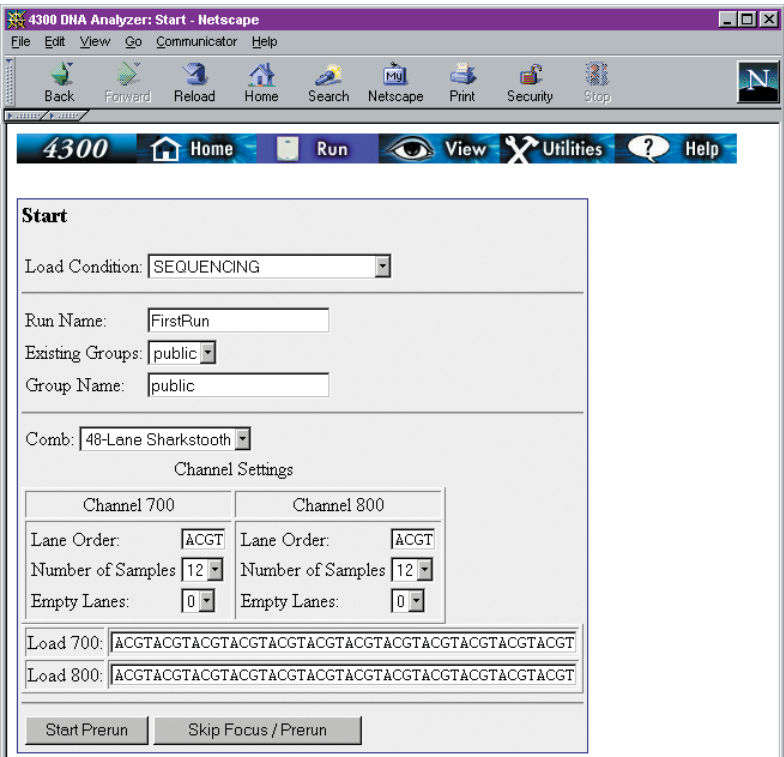 4300 DNA Analyzer: Start - Netscape
File Edit View Go Communicator Help
Back Forward Reload Home Search Netscape Print Security Stop
My
N
4300 Home Run View Utilities ? Help
Start
Load Condition: SEQUENCING
Run Name: FirstRun
Existing Groups: public
Group Name: public
Comb: 48-Lane Sharkstooth
Channel Settings
Channel 700 Channel 800
Lane Order: ACGT Lane Order: ACGT
Number of Samples 12 Number of Samples 12
Empty Lanes: 0 Empty Lanes: 0
Load 700: ACGTACGTACGTACGTACGTACGTACGTACGTACGTACGTACGTACGT
Load 800: ACGTACGTACGTACGTACGTACGTACGTACGTACGTACGTACGTACGT
Start Prerun Skip Focus / Prerun